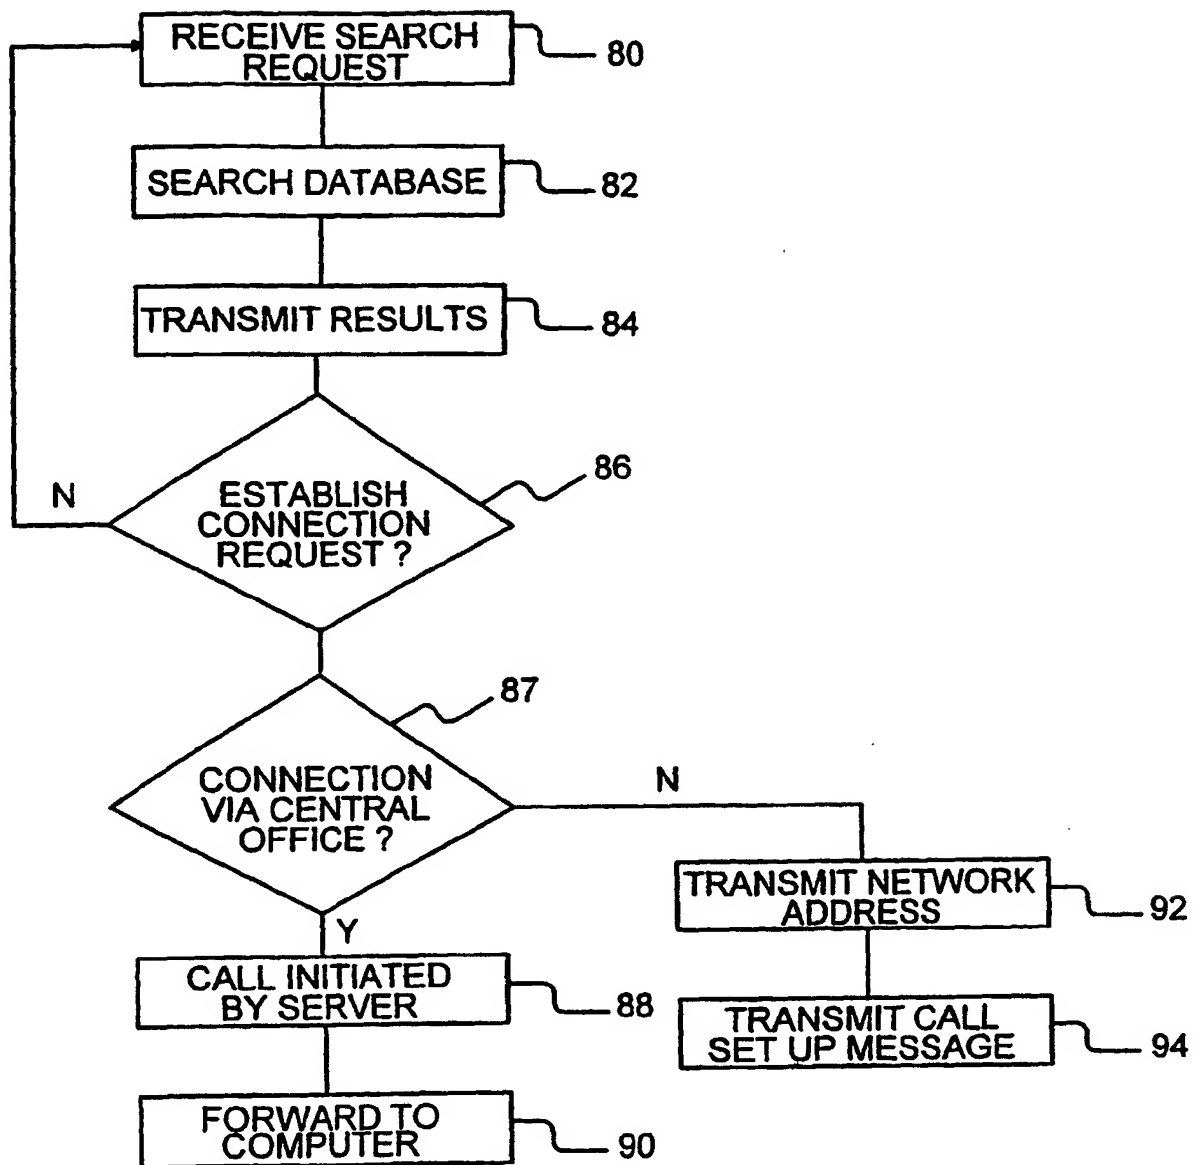 RECEIVE SEARCH
REQUEST
80
SEARCH DATABASE
82
TRANSMIT RESULTS
84
86
N
ESTABLISH
CONNECTION
REQUEST ?
87
CONNECTION
VIA CENTRAL
OFFICE ?
N
TRANSMIT NETWORK
ADDRESS
92
Y
CALL INITIATED
BY SERVER
88
TRANSMIT CALL
SET UP MESSAGE
94
FORWARD TO
COMPUTER
90